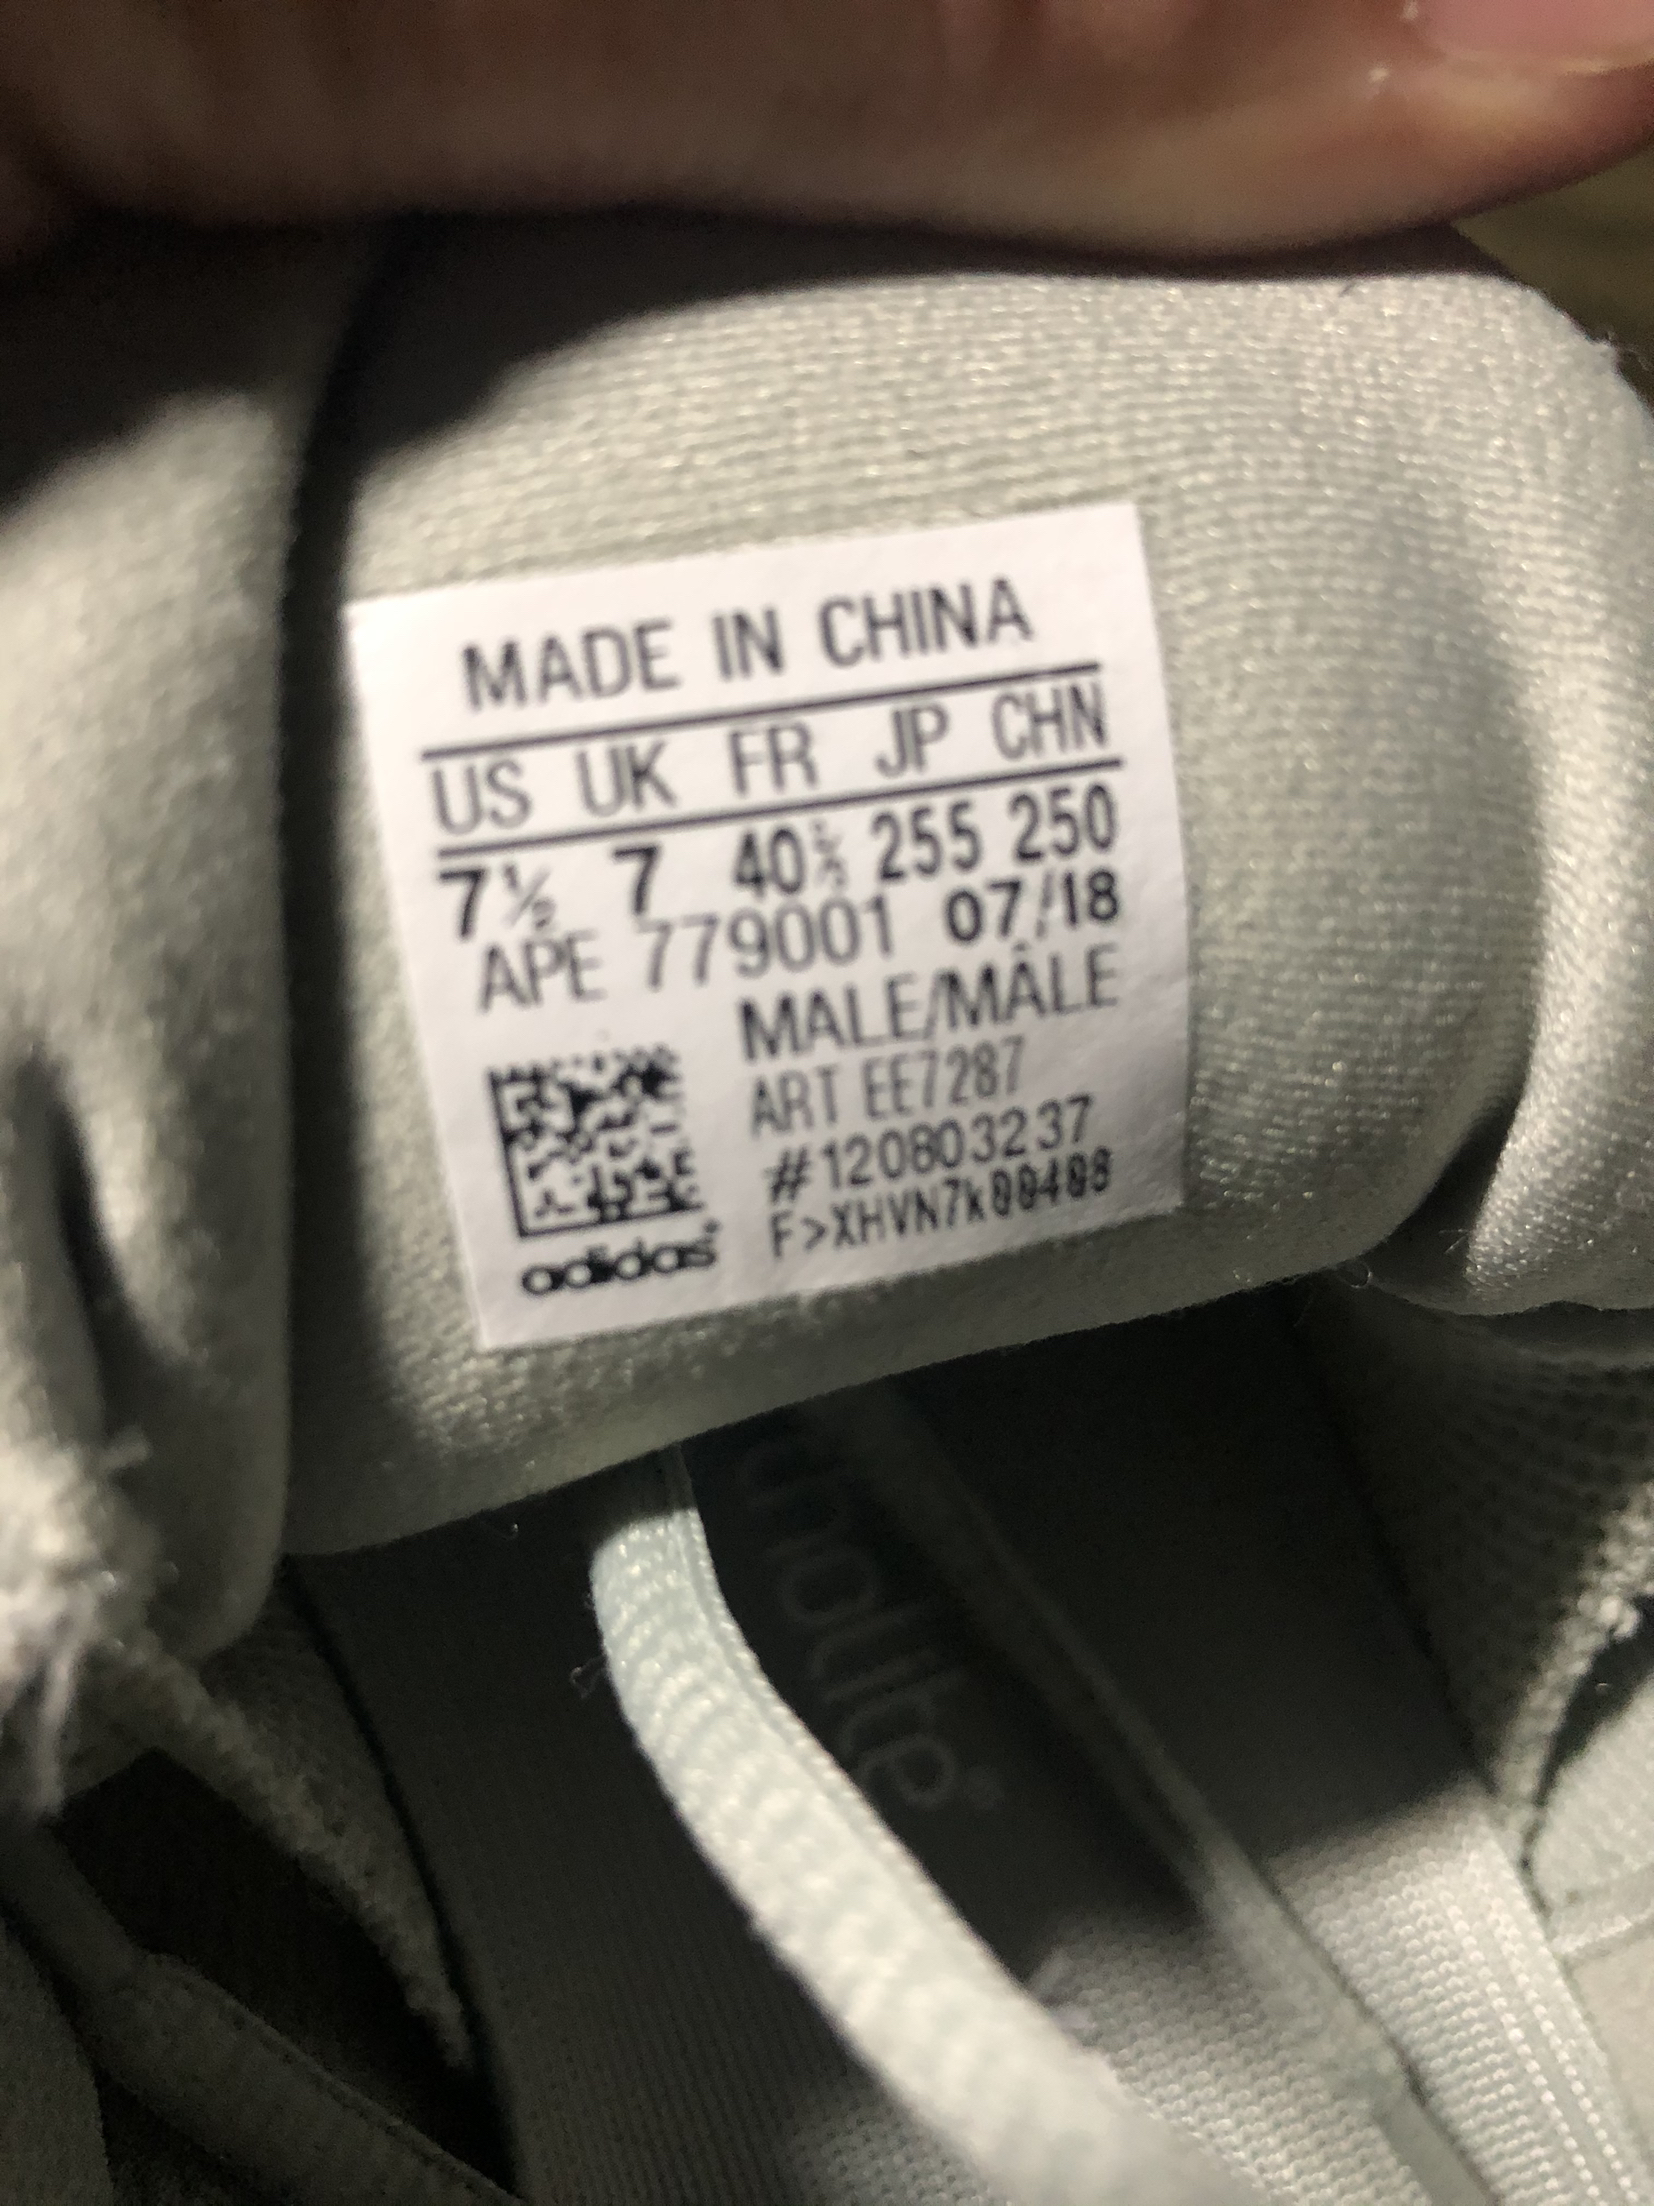 MADE IN CHINA
US UK FR JP CHN
7½ 7 40⅔ 255 250
APE 779001 07/18
MALE/MÂLE
ART EE7287
#120803237
adidas
Ortholite